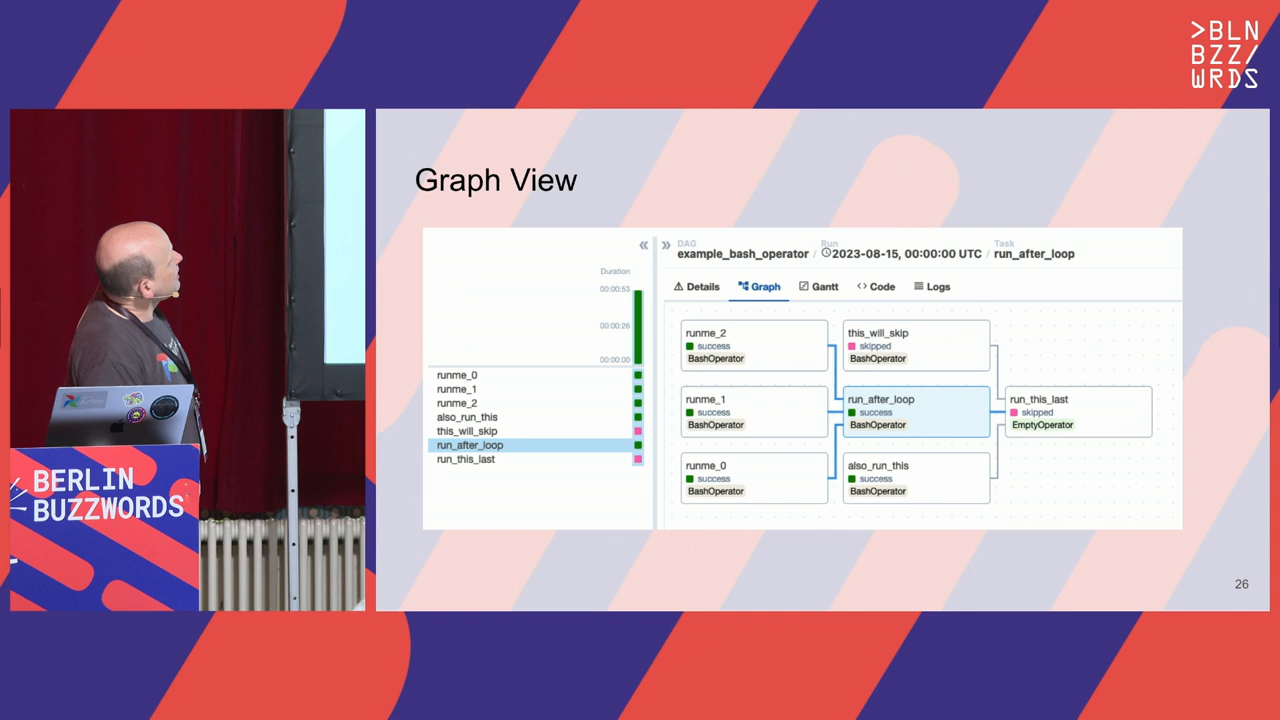 >BLN
BZZ/
WRDS
Graph View
DAG
example_bash_operator
/
Run
2023-08-15, 00:00:00 UTC
/
Task
run_after_loop
Duration
00:00:53
00:00:26
00:00:00
runme_0
runme_1
runme_2
also_run_this
this_will_skip
run_after_loop
run_this_last
Details
Graph
Gantt
Code
Logs
runme_2
success
BashOperator
this_will_skip
skipped
BashOperator
runme_1
success
BashOperator
run_after_loop
success
BashOperator
run_this_last
skipped
EmptyOperator
runme_0
success
BashOperator
also_run_this
success
BashOperator
26
BERLIN
BUZZWORDS